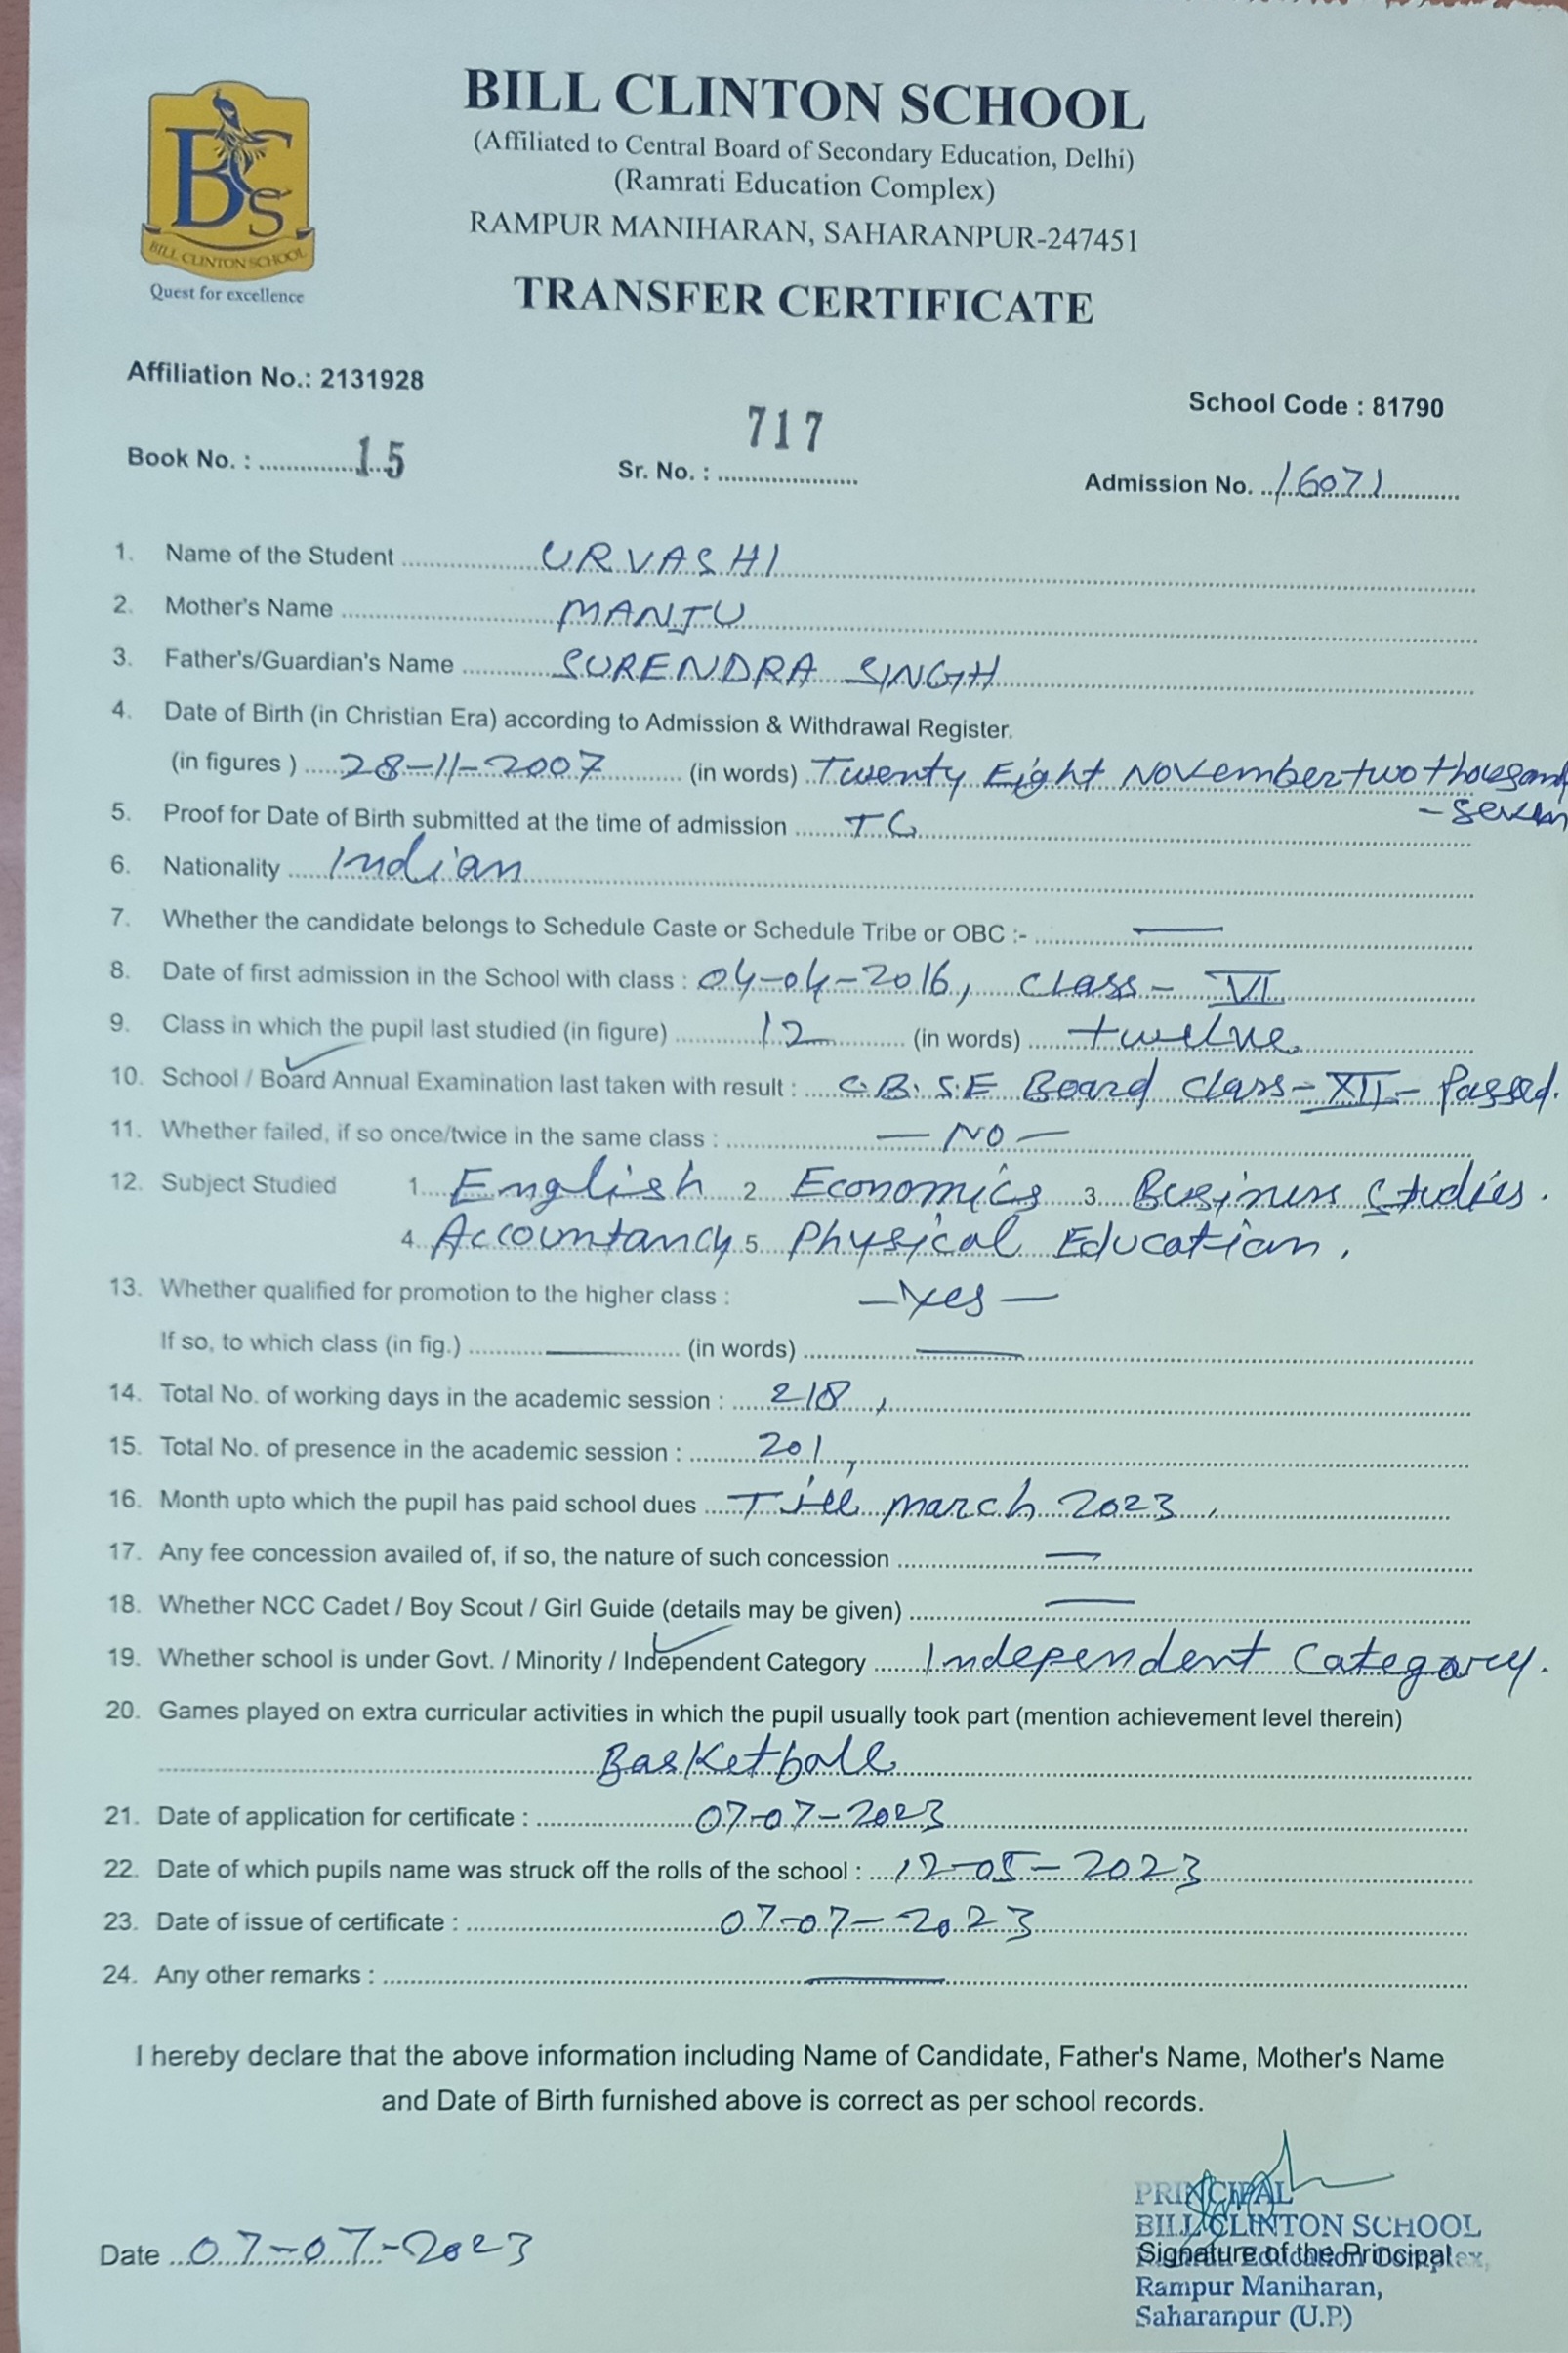 BILL CLINTON SCHOOL
(Affiliated to Central Board of Secondary Education, Delhi)
(Ramrati Education Complex)
RAMPUR MANIHARAN, SAHARANPUR-247451
TRANSFER CERTIFICATE
BCS
BILL CLINTON SCHOOL
Quest for excellence
Affiliation No.: 2131928
School Code : 81790
Book No. : 15 Sr. No. : 717 Admission No. 16071
1. Name of the Student URVASHI
2. Mother's Name MANJU
3. Father's/Guardian's Name SURENDRA SINGH
4. Date of Birth (in Christian Era) according to Admission & Withdrawal Register.
(in figures ) 28-11-2007 (in words) Twenty Eight November two thousand
- seven
5. Proof for Date of Birth submitted at the time of admission TC
6. Nationality Indian
7. Whether the candidate belongs to Schedule Caste or Schedule Tribe or OBC :- —
8. Date of first admission in the School with class : 04-04-2016, class - VI
9. Class in which the pupil last studied (in figure) 12 (in words) twelve
10. School / Board Annual Examination last taken with result : C.B.S.E Board class - XII - Passed.
11. Whether failed, if so once/twice in the same class : — NO —
12. Subject Studied 1. English 2 Economics 3. Business Studies.
4. Accountancy 5. Physical Education,
13. Whether qualified for promotion to the higher class : — Yes —
If so, to which class (in fig.) — (in words) —
14. Total No. of working days in the academic session : 218,
15. Total No. of presence in the academic session : 201,
16. Month upto which the pupil has paid school dues Till march 2023,
17. Any fee concession availed of, if so, the nature of such concession —
18. Whether NCC Cadet / Boy Scout / Girl Guide (details may be given) —
19. Whether school is under Govt. / Minority / Independent Category Independent Category.
20. Games played on extra curricular activities in which the pupil usually took part (mention achievement level therein)
Basketball
21. Date of application for certificate : 07-07-2023
22. Date of which pupils name was struck off the rolls of the school : 12-05-2023
23. Date of issue of certificate : 07-07-2023
24. Any other remarks : —
I hereby declare that the above information including Name of Candidate, Father's Name, Mother's Name
and Date of Birth furnished above is correct as per school records.
PRINCIPAL
BILL CLINTON SCHOOL
Date 07-07-2023 Signature of the Principal
Rampur Maniharan,
Saharanpur (U.P.)